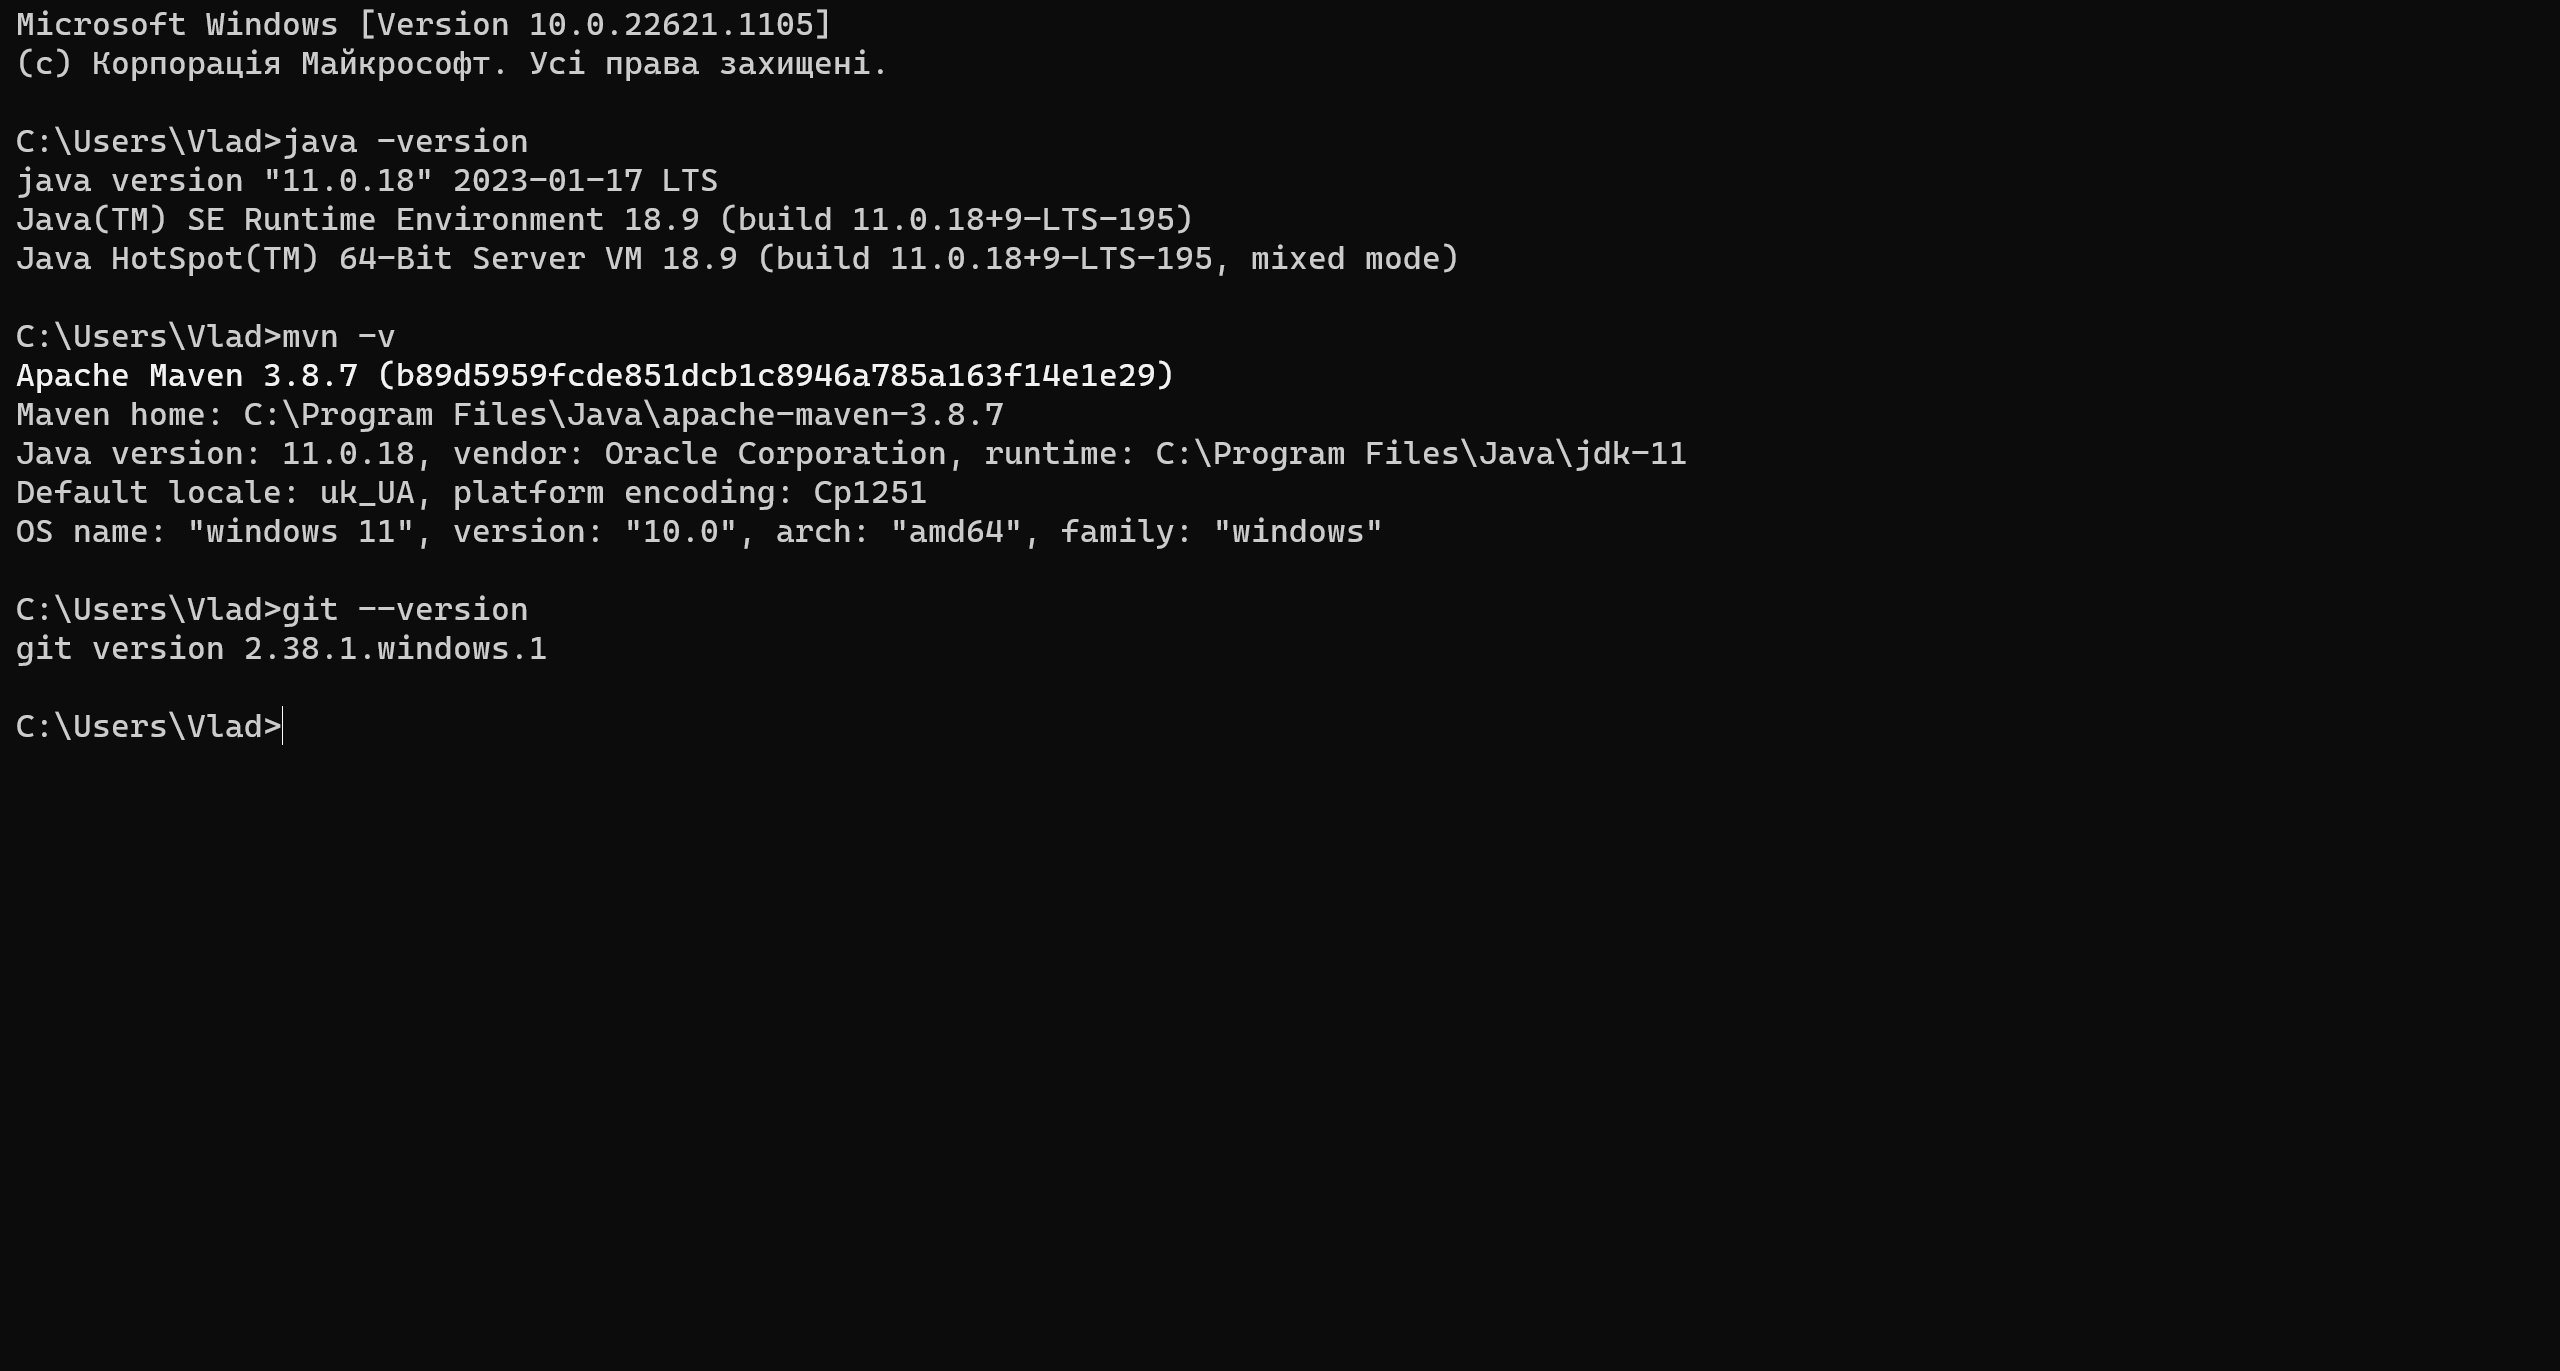 Microsoft Windows [Version 10.0.22621.1105]
(c) Корпорація Майкрософт. Усі права захищені.
C:\Users\Vlad>java -version
java version "11.0.18" 2023-01-17 LTS
Java(TM) SE Runtime Environment 18.9 (build 11.0.18+9-LTS-195)
Java HotSpot(TM) 64-Bit Server VM 18.9 (build 11.0.18+9-LTS-195, mixed mode)
C:\Users\Vlad>mvn -v
Apache Maven 3.8.7 (b89d5959fcde851dcb1c8946a785a163f14e1e29)
Maven home: C:\Program Files\Java\apache-maven-3.8.7
Java version: 11.0.18, vendor: Oracle Corporation, runtime: C:\Program Files\Java\jdk-11
Default locale: uk_UA, platform encoding: Cp1251
OS name: "windows 11", version: "10.0", arch: "amd64", family: "windows"
C:\Users\Vlad>git --version
git version 2.38.1.windows.1
C:\Users\Vlad>